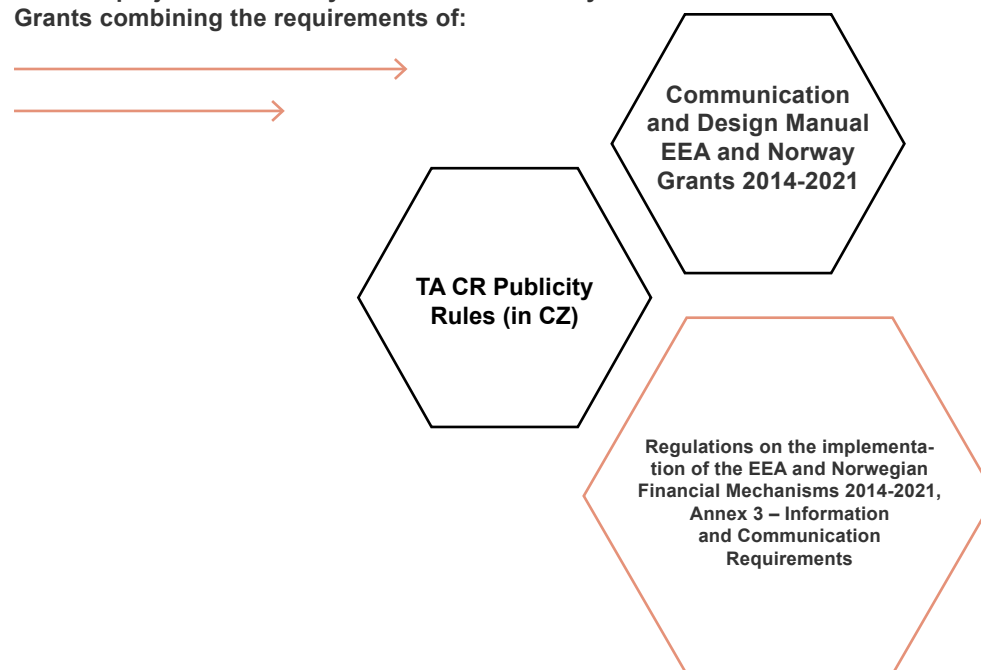 Grants combining the requirements of:
Communication
and Design Manual
EEA and Norway
Grants 2014-2021
TA CR Publicity
Rules (in CZ)
Regulations on the implementa-
tion of the EEA and Norwegian
Financial Mechanisms 2014-2021,
Annex 3 – Information
and Communication
Requirements